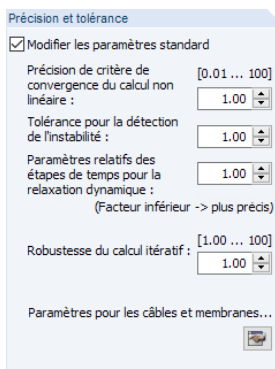 Précision et tolérance
Modifier les paramètres standard
Précision de critère de [0.01 ... 100]
convergence du calcul non
linéaire : 1.00
Tolérance pour la détection
de l'instabilité : 1.00
Paramètres relatifs des
étapes de temps pour la 1.00
relaxation dynamique :
(Facteur inférieur -> plus précis)
[1.00 ... 100]
Robustesse du calcul itératif : 1.00
Paramètres pour les câbles et membranes...